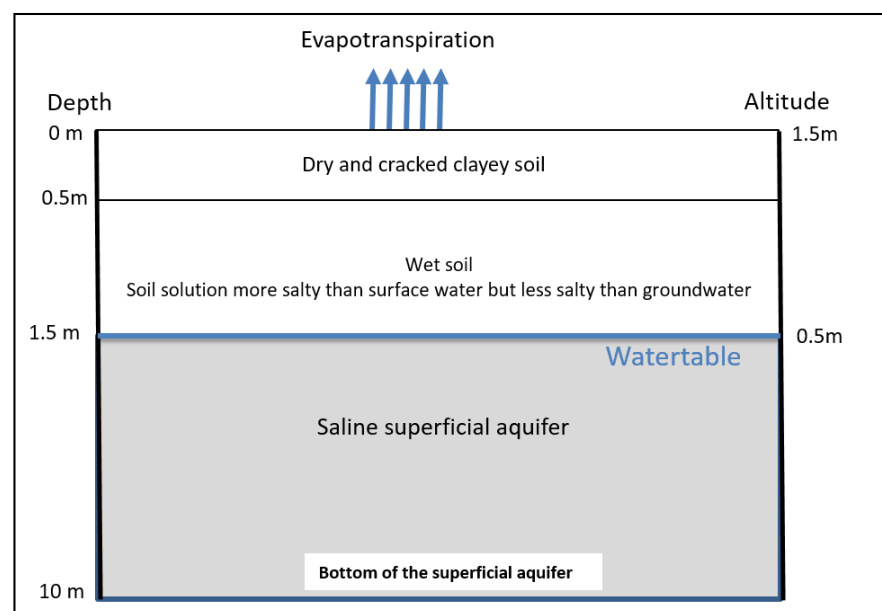 Evapotranspiration
Depth
Altitude
0 m
1.5m
Dry and cracked clayey soil
0.5m
Wet soil
Soil solution more salty than surface water but less salty than groundwater
1.5 m
0.5m
Watertable
Saline superficial aquifer
Bottom of the superficial aquifer
10 m